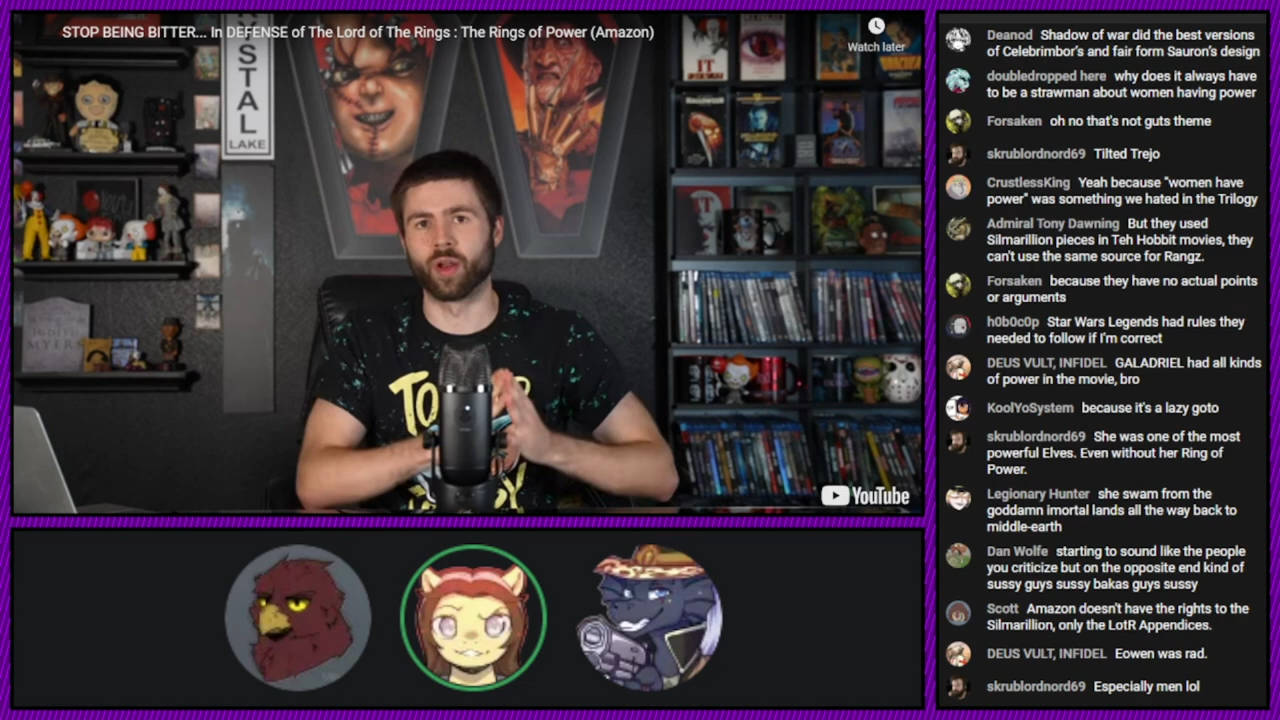 STOP BEING BITTER... In DEFENSE of The Lord of The Rings : The Rings of Power (Amazon)
Watch later
STAL
LAKE
IT
HALLOWEEN
IT
JUDITH
MYERS
TO
YouTube
Deanod Shadow of war did the best versions
of Celebrimbor's and fair form Sauron's design
doubledropped here why does it always have
to be a strawman about women having power
Forsaken oh no that's not guts theme
skrublordnord69 Tilted Trejo
CrustlessKing Yeah because "women have
power" was something we hated in the Trilogy
Admiral Tony Dawning But they used
Silmarillion pieces in Teh Hobbit movies, they
can't use the same source for Rangz.
Forsaken because they have no actual points
or arguments
h0b0c0p Star Wars Legends had rules they
needed to follow if I'm correct
DEUS VULT, INFIDEL GALADRIEL had all kinds
of power in the movie, bro
KoolYoSystem because it's a lazy goto
skrublordnord69 She was one of the most
powerful Elves. Even without her Ring of
Power.
Legionary Hunter she swam from the
goddamn imortal lands all the way back to
middle-earth
Dan Wolfe starting to sound like the people
you criticize but on the opposite end kind of
sussy guys sussy bakas guys sussy
Scott Amazon doesn't have the rights to the
Silmarillion, only the LotR Appendices.
DEUS VULT, INFIDEL Eowen was rad.
skrublordnord69 Especially men lol